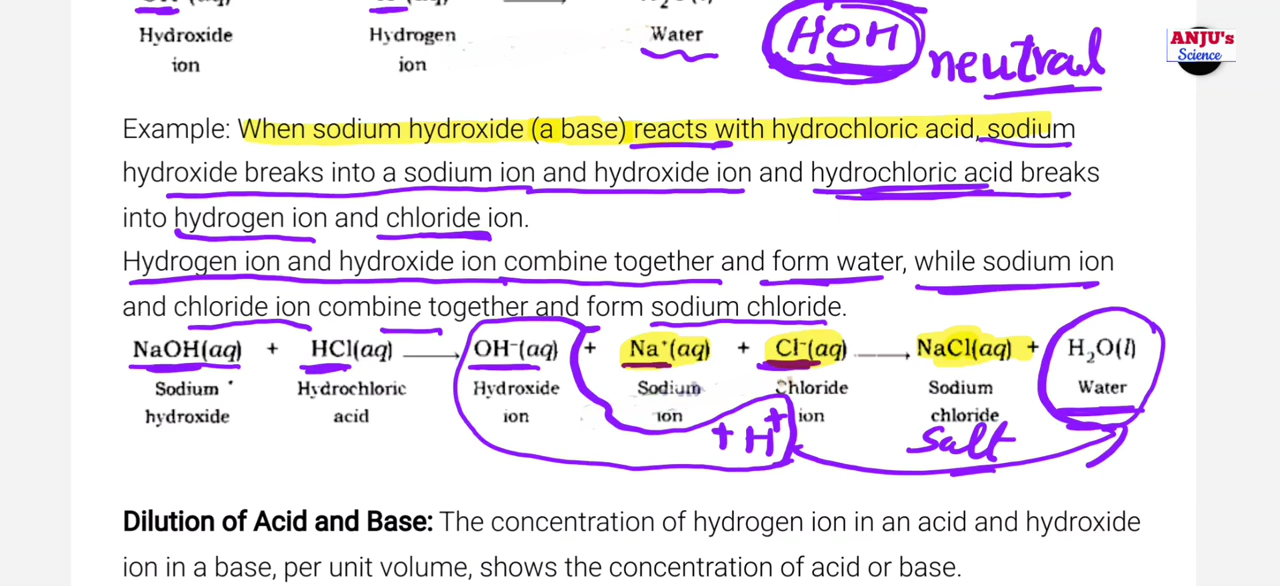 Hydroxide Hydrogen Water HOH
ion ion neutral
ANJU's
Science
Example: When sodium hydroxide (a base) reacts with hydrochloric acid, sodium
hydroxide breaks into a sodium ion and hydroxide ion and hydrochloric acid breaks
into hydrogen ion and chloride ion.
Hydrogen ion and hydroxide ion combine together and form water, while sodium ion
and chloride ion combine together and form sodium chloride.
NaOH(aq) + HCl(aq) ⟶ OH⁻(aq) + Na⁺(aq) + Cl⁻(aq) ⟶ NaCl(aq) + H₂O(l)
Sodium Hydrochloric Hydroxide Sodium Chloride Sodium Water
hydroxide acid ion ion ion chloride
+ H⁺ Salt
Dilution of Acid and Base: The concentration of hydrogen ion in an acid and hydroxide
ion in a base, per unit volume, shows the concentration of acid or base.